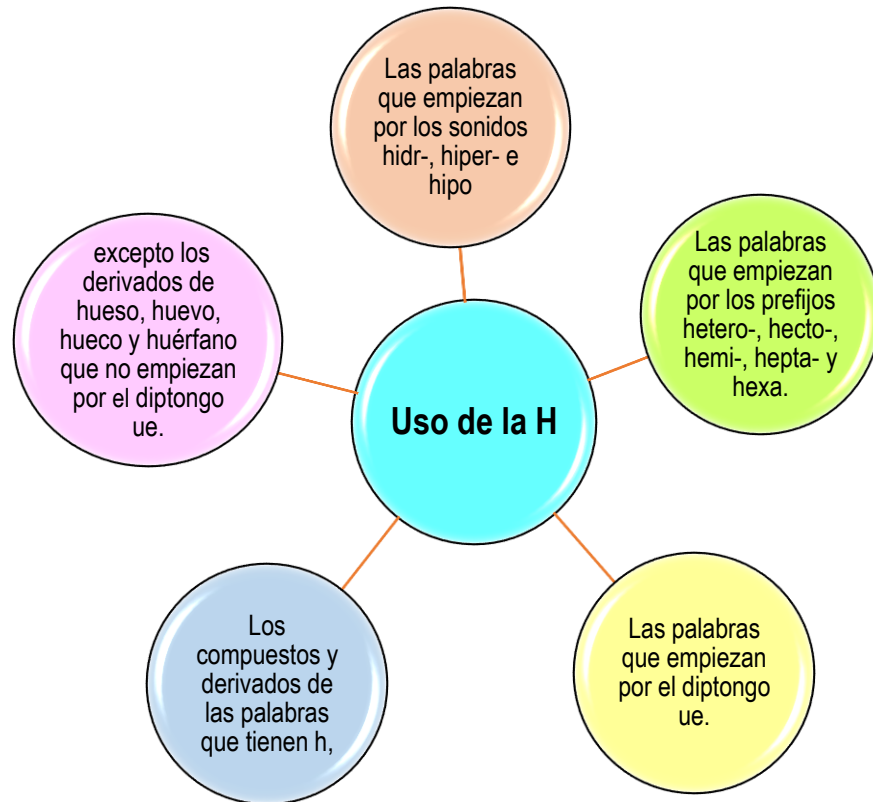 Las palabras
que empiezan
por los sonidos
hidr-, hiper- e
hipo
Las palabras
que empiezan
por los prefijos
hetero-, hecto-,
hemi-, hepta- y
hexa.
Las palabras
que empiezan
por el diptongo
ue.
Los
compuestos y
derivados de
las palabras
que tienen h,
excepto los
derivados de
hueso, huevo,
hueco y huérfano
que no empiezan
por el diptongo
ue.
Uso de la H